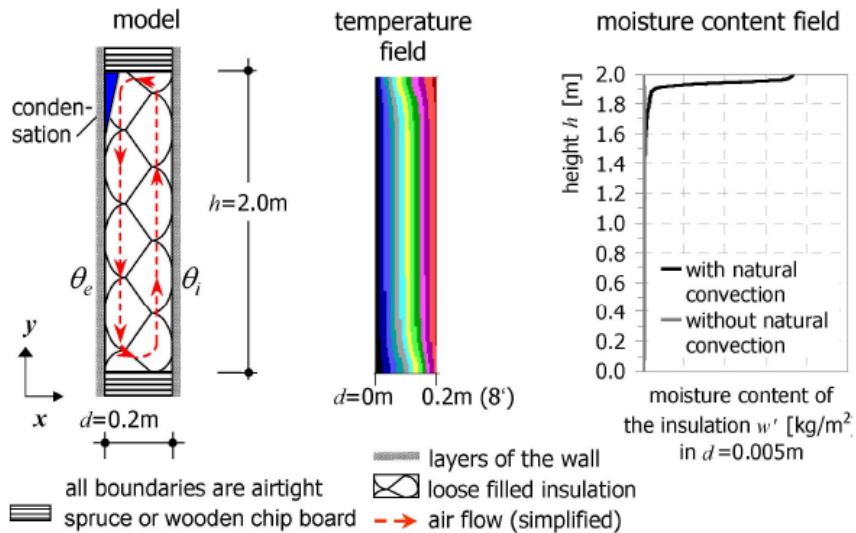 model
temperature
field
moisture content field
conden-
sation
h=2.0m
θe
θi
y
x
d=0.2m
d=0m
0.2m (8‘)
height h [m]
2.0
1.8
1.6
1.4
1.2
1.0
0.8
0.6
0.4
0.2
0.0
with natural
convection
without natural
convection
moisture content of
the insulation w' [kg/m²]
in d=0.005m
all boundaries are airtight
spruce or wooden chip board
layers of the wall
loose filled insulation
air flow (simplified)